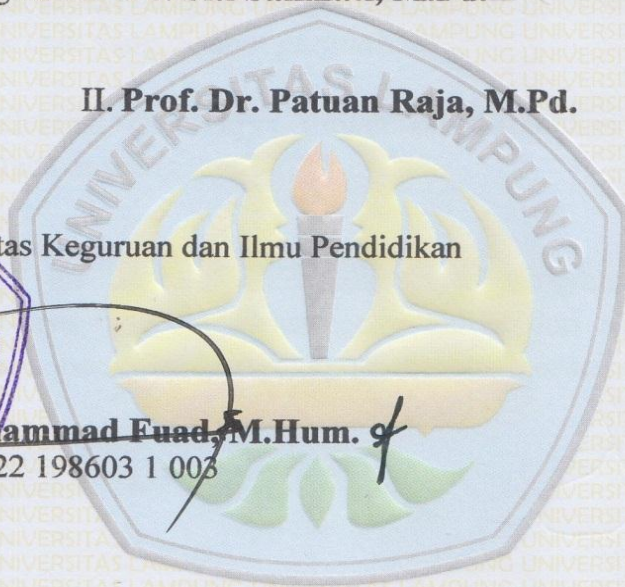 II. Prof. Dr. Patuan Raja, M.Pd.
UNIVERSITAS LAMPUNG
tas Keguruan dan Ilmu Pendidikan
ammad Fuad, M.Hum.
22 198603 1 003